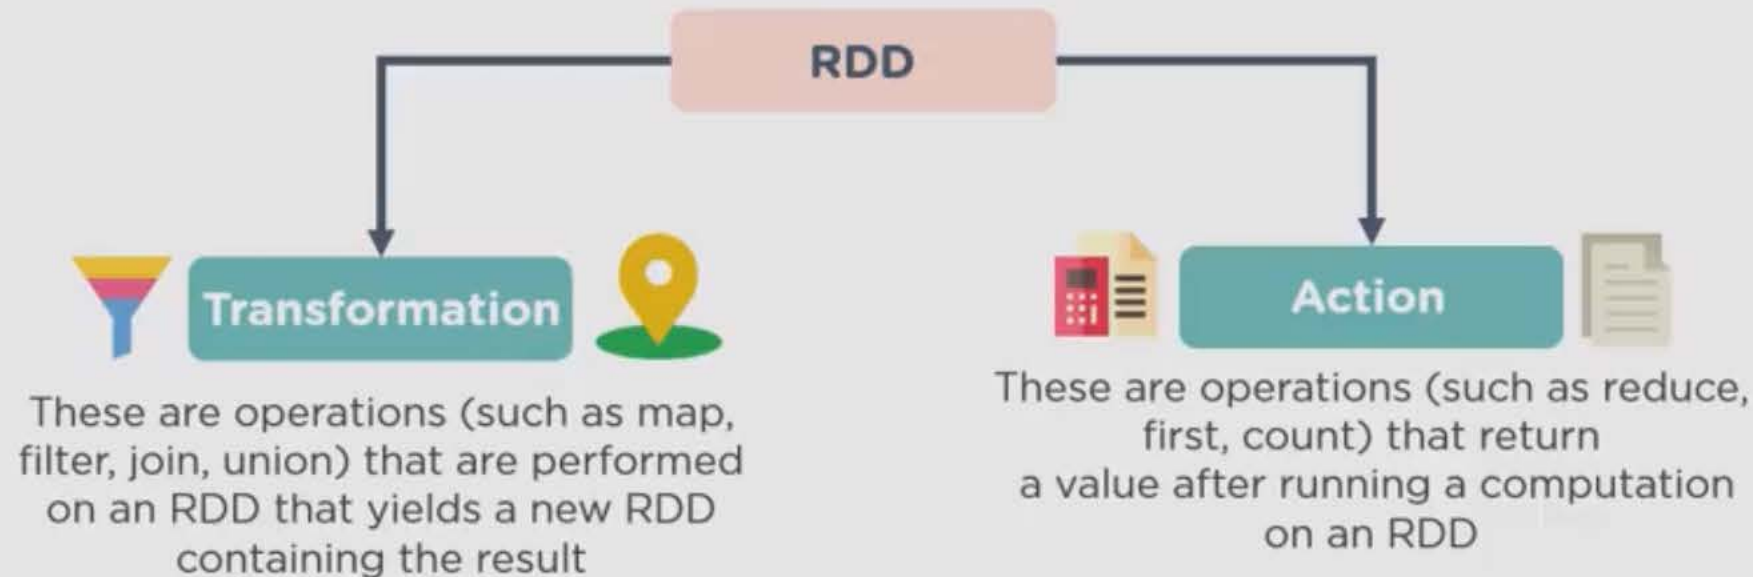 RDD
Transformation
These are operations (such as map,
filter, join, union) that are performed
on an RDD that yields a new RDD
containing the result
Action
These are operations (such as reduce,
first, count) that return
a value after running a computation
on an RDD